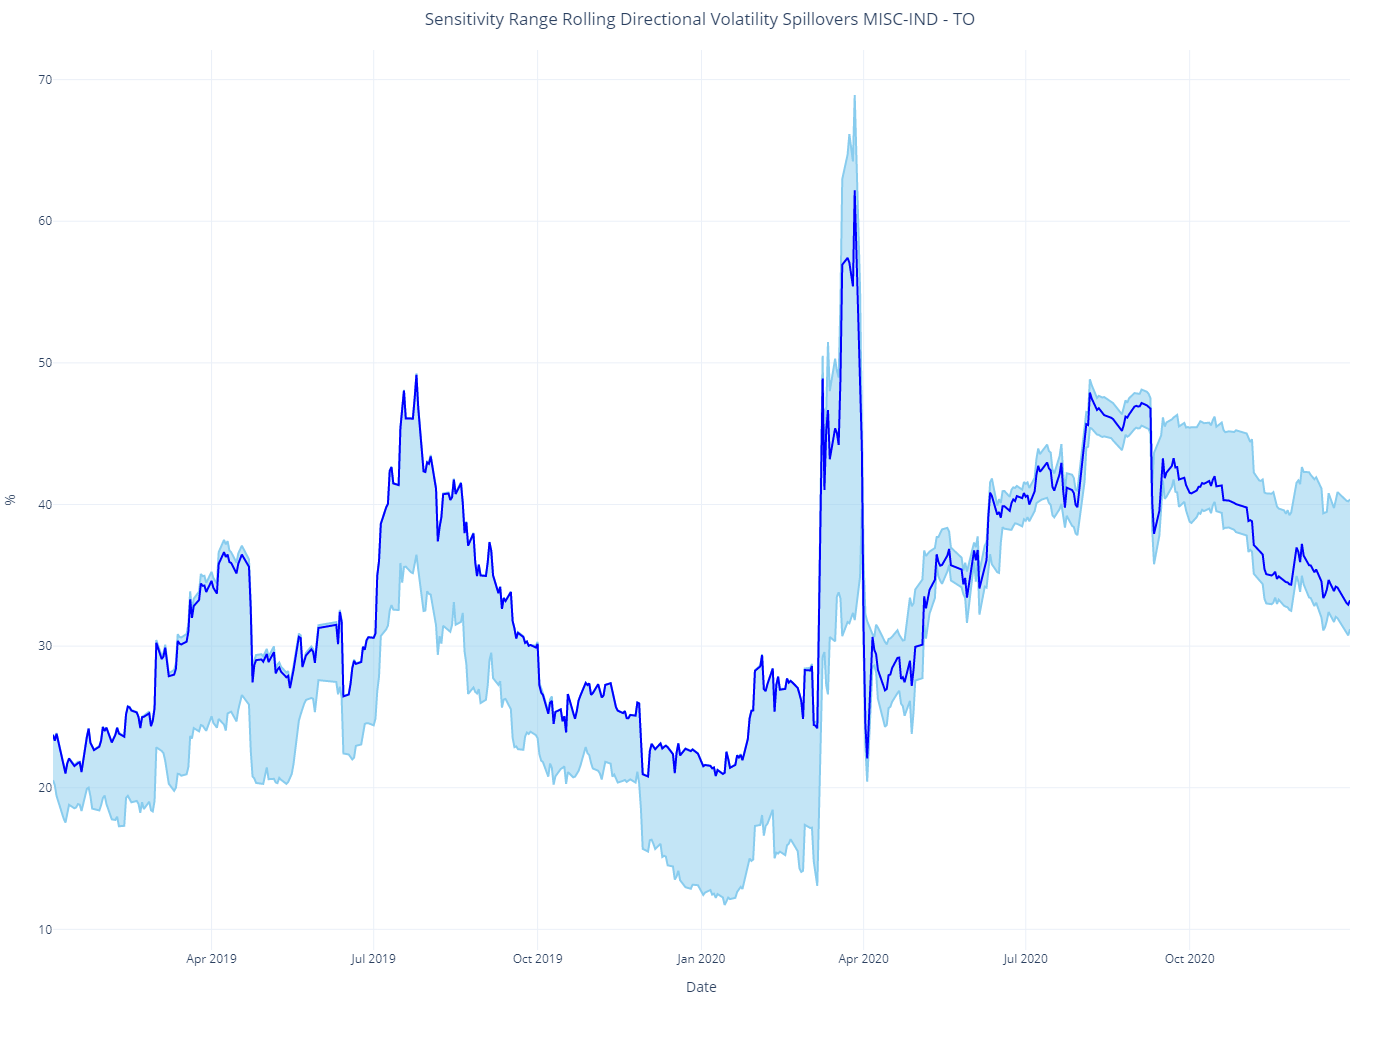 Sensitivity Range Rolling Directional Volatility Spillovers MISC-IND - TO
70
60
50
40
30
20
10
%
Apr 2019
Jul 2019
Oct 2019
Jan 2020
Apr 2020
Jul 2020
Oct 2020
Date